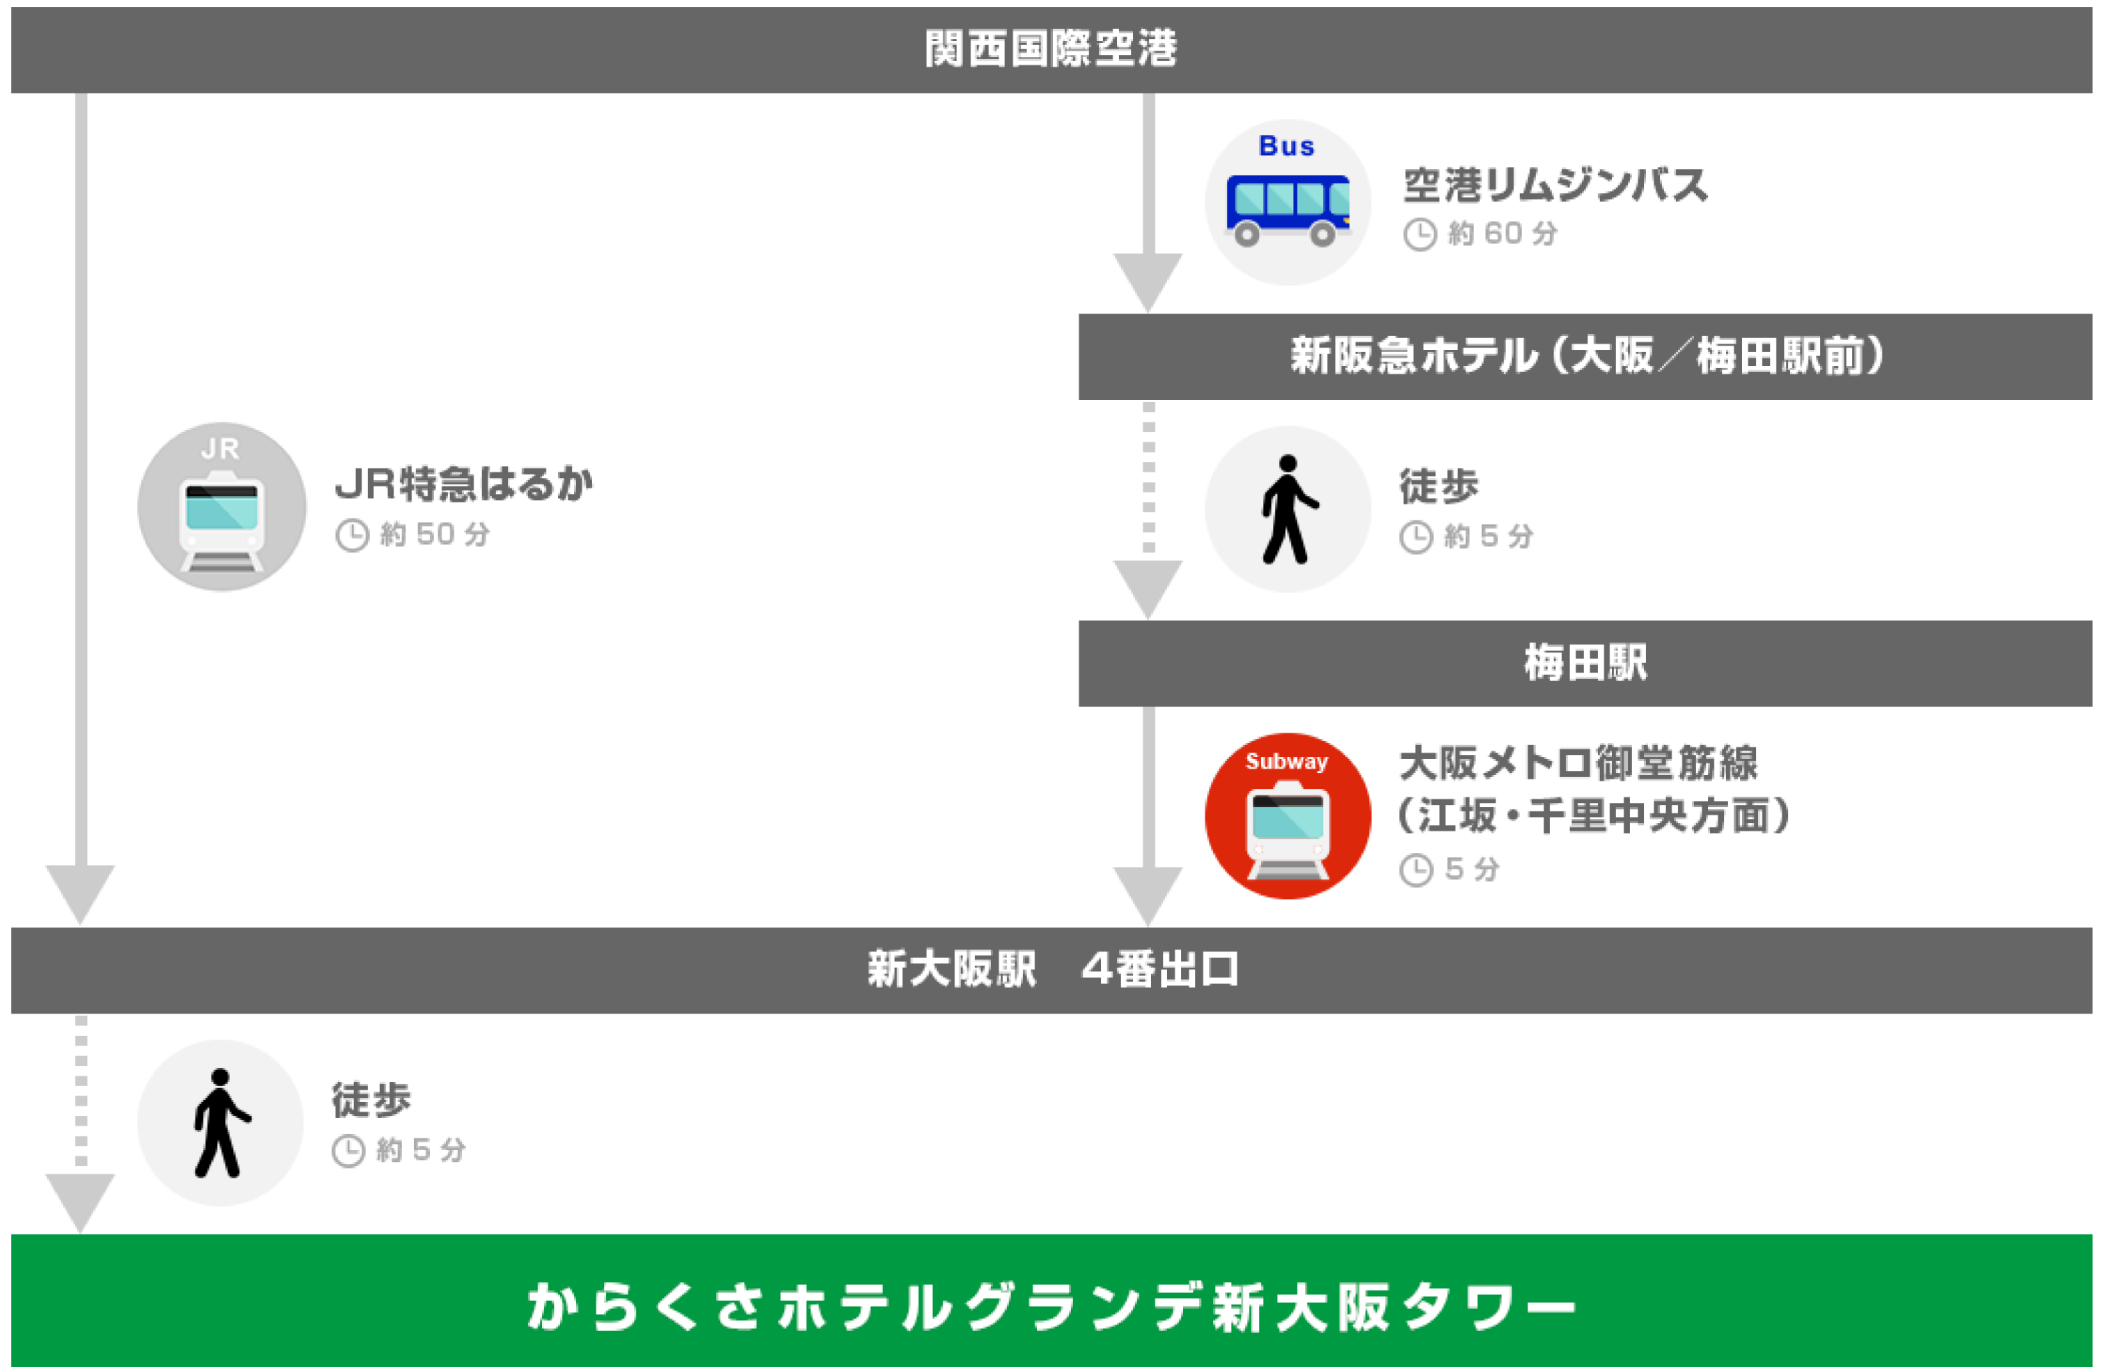 関西国際空港
Bus
空港リムジンバス
約60分
新阪急ホテル（大阪／梅田駅前）
JR
JR特急はるか
約50分
徒歩
約5分
梅田駅
Subway
大阪メトロ御堂筋線
（江坂・千里中央方面）
5分
新大阪駅　4番出口
徒歩
約5分
からくさホテルグランデ新大阪タワー